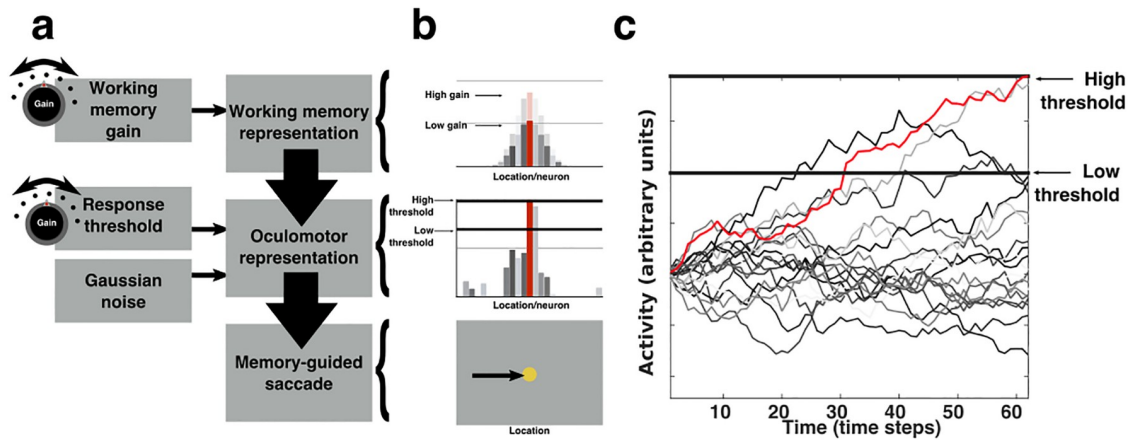 a
b
c
Gain
Working
memory
gain
Working memory
representation
Gain
Response
threshold
Oculomotor
representation
Gaussian
noise
Memory-guided
saccade
High gain
Low gain
Location/neuron
High
threshold
Low
threshold
Location/neuron
Location
Activity (arbitrary units)
High
threshold
Low
threshold
10 20 30 40 50 60
Time (time steps)